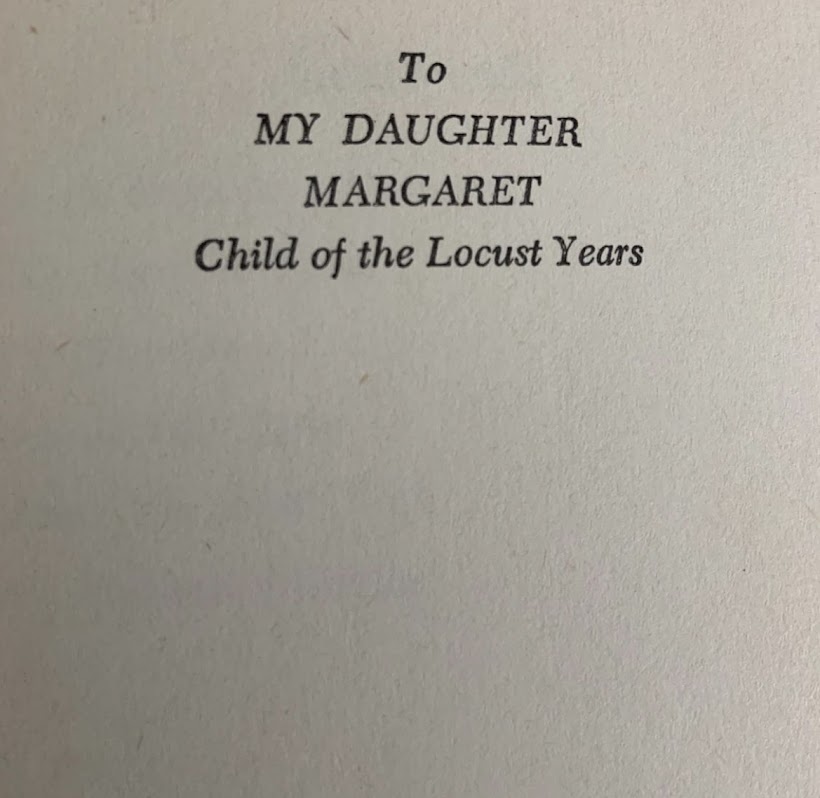 To
MY DAUGHTER
MARGARET
Child of the Locust Years